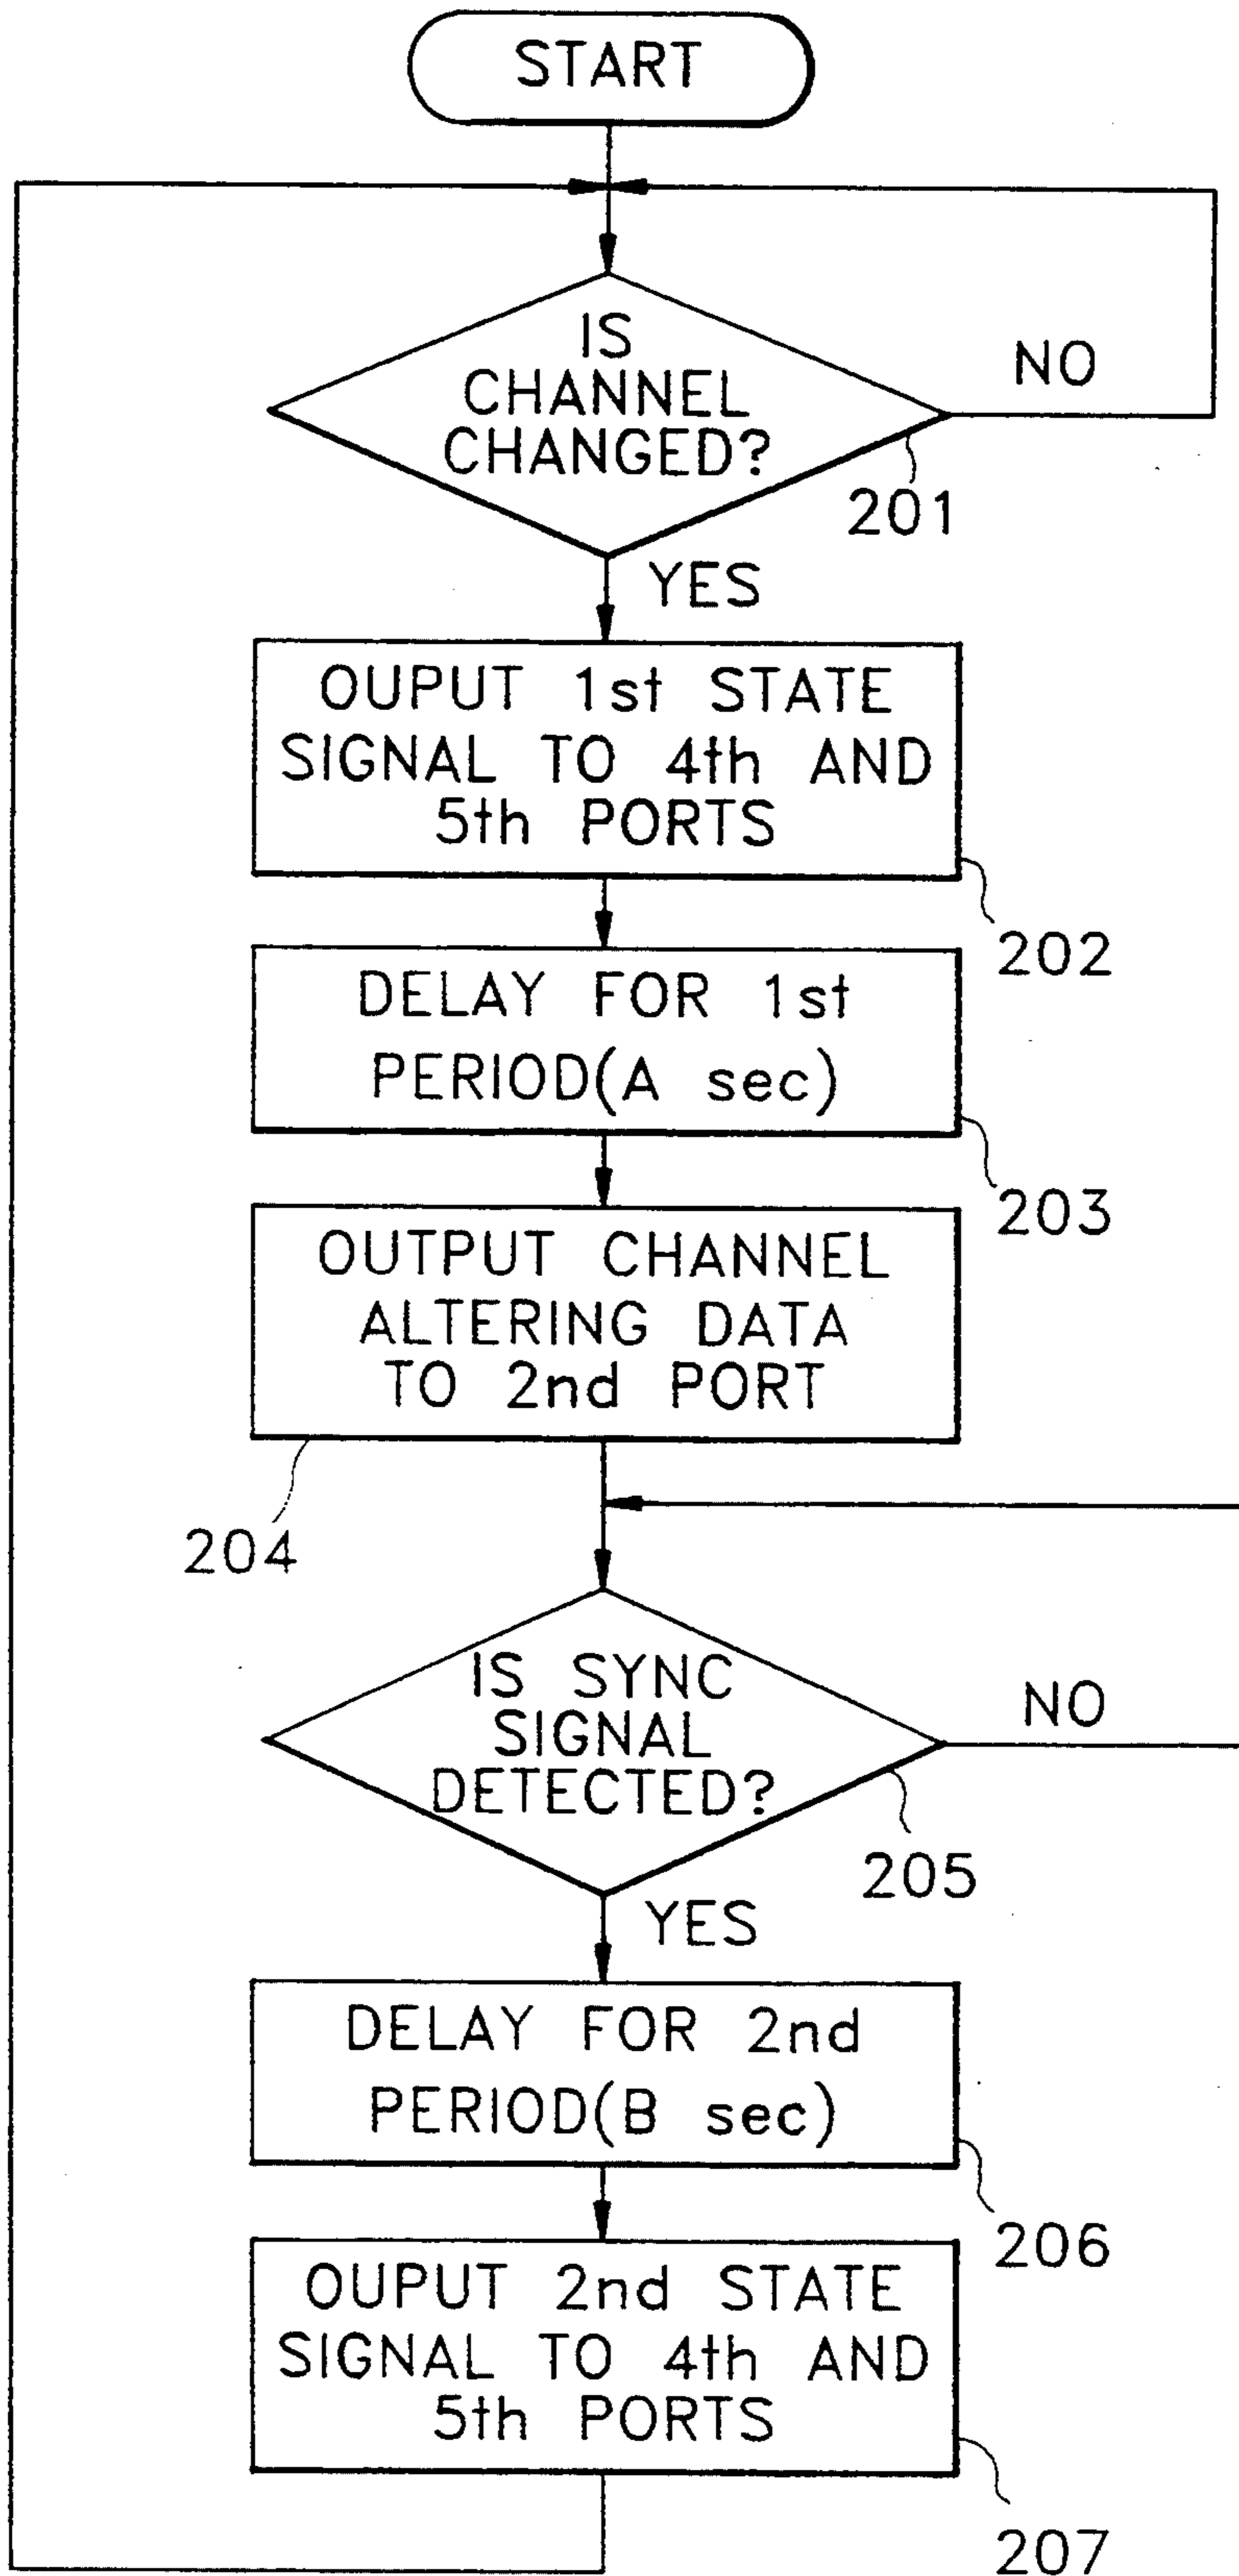 START
IS
CHANNEL
CHANGED?
NO
201
YES
OUPUT 1st STATE
SIGNAL TO 4th AND
5th PORTS
202
DELAY FOR 1st
PERIOD(A sec)
203
OUTPUT CHANNEL
ALTERING DATA
TO 2nd PORT
204
IS SYNC
SIGNAL
DETECTED?
NO
205
YES
DELAY FOR 2nd
PERIOD(B sec)
206
OUPUT 2nd STATE
SIGNAL TO 4th AND
5th PORTS
207